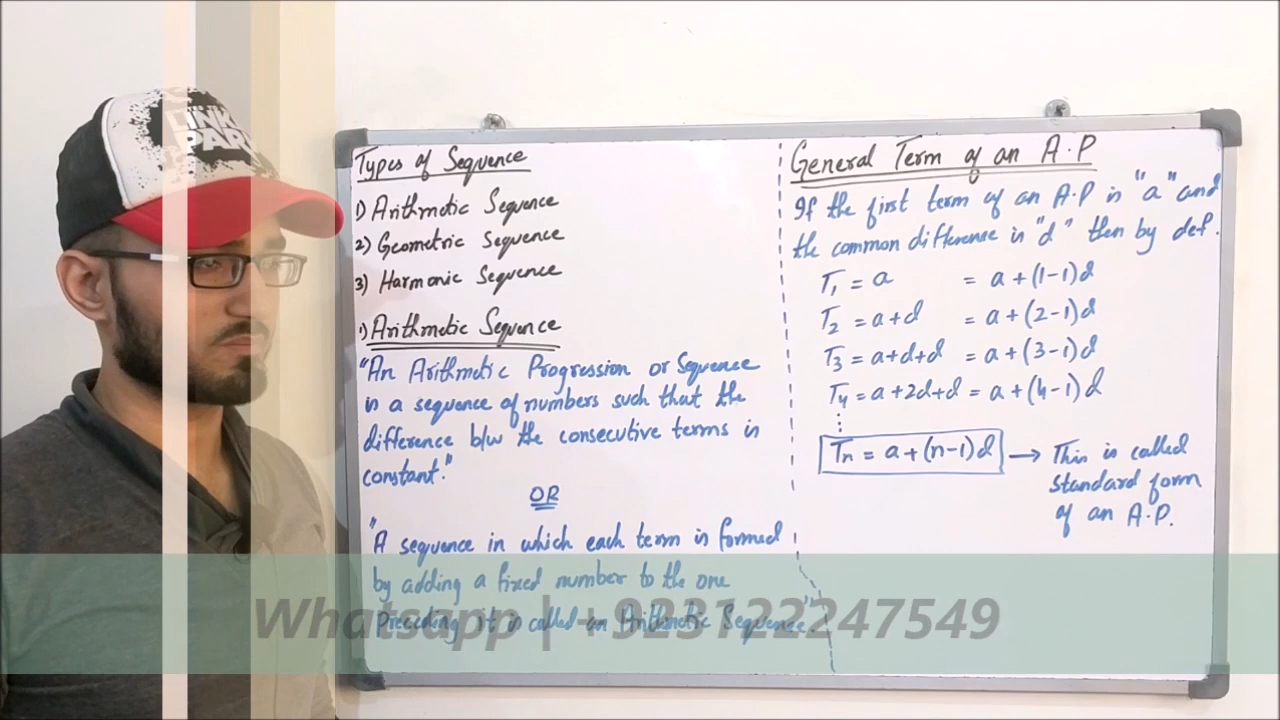 LINKIN
PARK
Types of Sequence
1) Arithmetic Sequence
2) Geometric Sequence
3) Harmonic Sequence
1) Arithmetic Sequence
"An Arithmetic Progression or Sequence
is a sequence of numbers such that the
difference b/w the consecutive terms is
constant."
OR
"A sequence in which each term is formed
by adding a fixed number to the one
Preceding it is called an Arithmetic Sequence"
General Term of an A.P
If the first term of an A.P is "a" and
the common difference is "d" then by def.
T₁ = a = a+(1-1)d
T₂ = a+d = a+(2-1)d
T₃ = a+d+d = a+(3-1)d
T₄ = a+2d+d = a+(4-1)d
⋮
Tn = a+(n-1)d → This is called
standard form
of an A.P.
Whatsapp | +923122247549